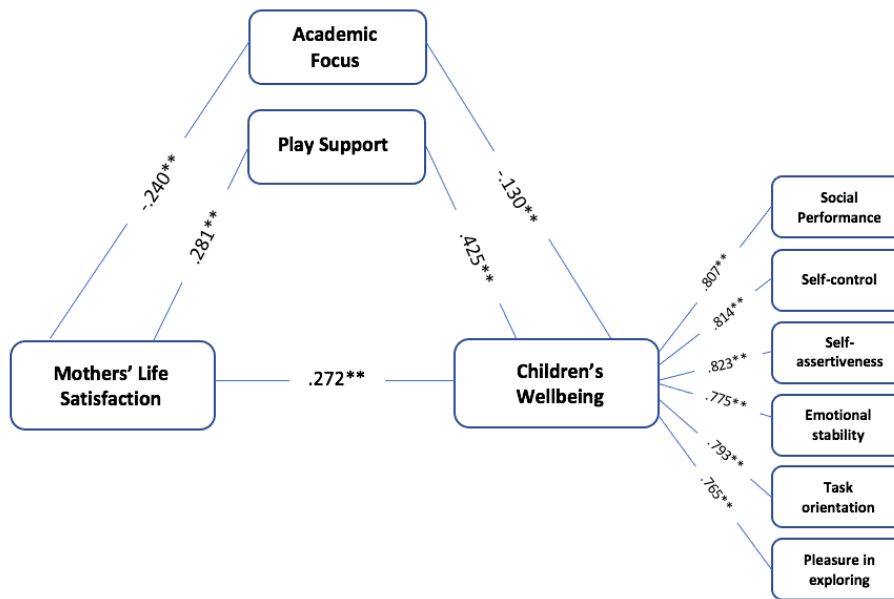 Academic
Focus
Play Support
-.240**
.281**
-.130**
.425**
Mothers' Life
Satisfaction
.272**
Children's
Wellbeing
.807**
.814**
.823**
.775**
.793**
.765**
Social
Performance
Self-control
Self-
assertiveness
Emotional
stability
Task
orientation
Pleasure in
exploring